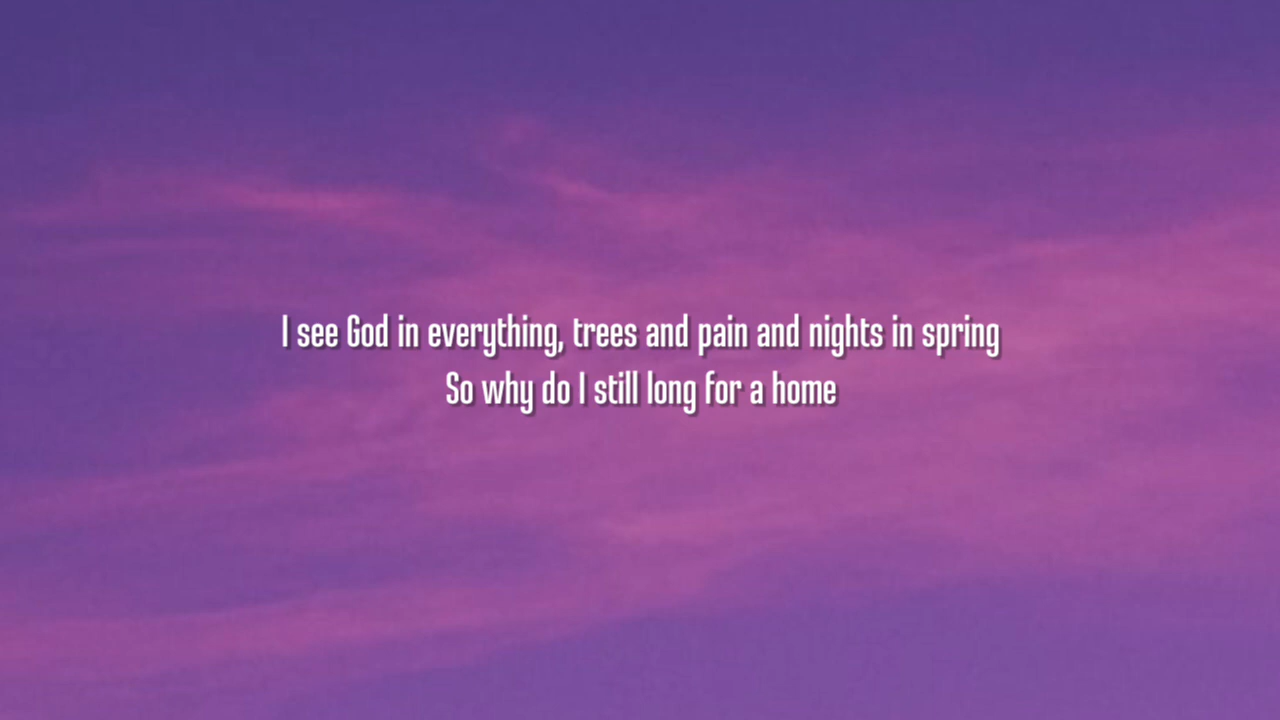 I see God in everything, trees and pain and nights in spring
So why do I still long for a home